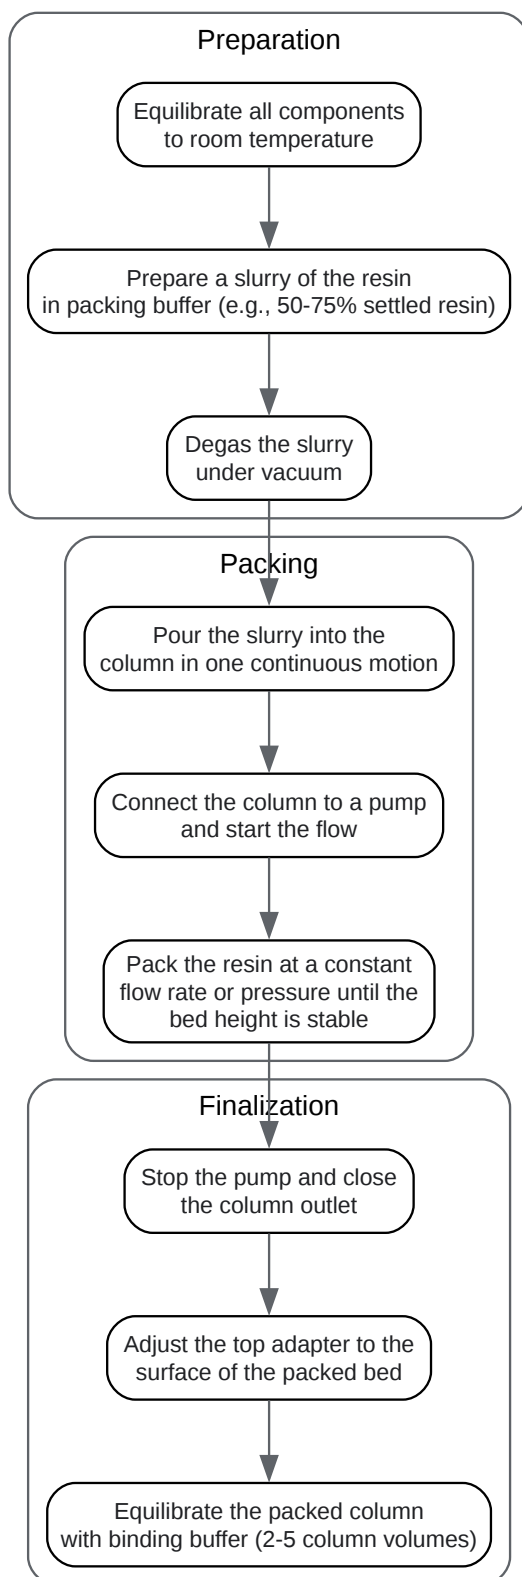 Preparation
Equilibrate all components
to room temperature
Prepare a slurry of the resin
in packing buffer (e.g., 50-75% settled resin)
Degas the slurry
under vacuum
Packing
Pour the slurry into the
column in one continuous motion
Connect the column to a pump
and start the flow
Pack the resin at a constant
flow rate or pressure until the
bed height is stable
Finalization
Stop the pump and close
the column outlet
Adjust the top adapter to the
surface of the packed bed
Equilibrate the packed column
with binding buffer (2-5 column volumes)